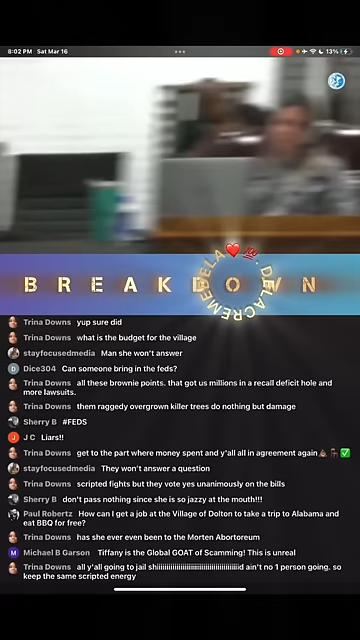 8:02 PM Sat Mar 16
13%
BREAKDOWN
DELACREMEDELA
DELACREMEDELA
Trina Downs yup sure did
Trina Downs what is the budget for the village
stayfocusedmedia Man she won't answer
Dice304 Can someone bring in the feds?
Trina Downs all these brownie points. that got us millions in a recall deficit hole and
more lawsuits.
Trina Downs them raggedy overgrown killer trees do nothing but damage
Sherry B #FEDS
J C Liars!!
Trina Downs get to the part where money spent and y'all all in agreement again💩🪑✅
stayfocusedmedia They won't answer a question
Trina Downs scripted fights but they vote yes unanimously on the bills
Sherry B don't pass nothing since she is so jazzy at the mouth!!!
Paul Robertz How can I get a job at the Village of Dolton to take a trip to Alabama and
eat BBQ for free?
Trina Downs has she ever even been to the Morten Abortoreum
Michael B Garson Tiffany is the Global GOAT of Scamming! This is unreal
Trina Downs all y'all going to jail shiiiiiiiiiiiiiiiiiiiiiiiiiiiiiiiiiiiiid ain't no 1 person going. so
keep the same scripted energy